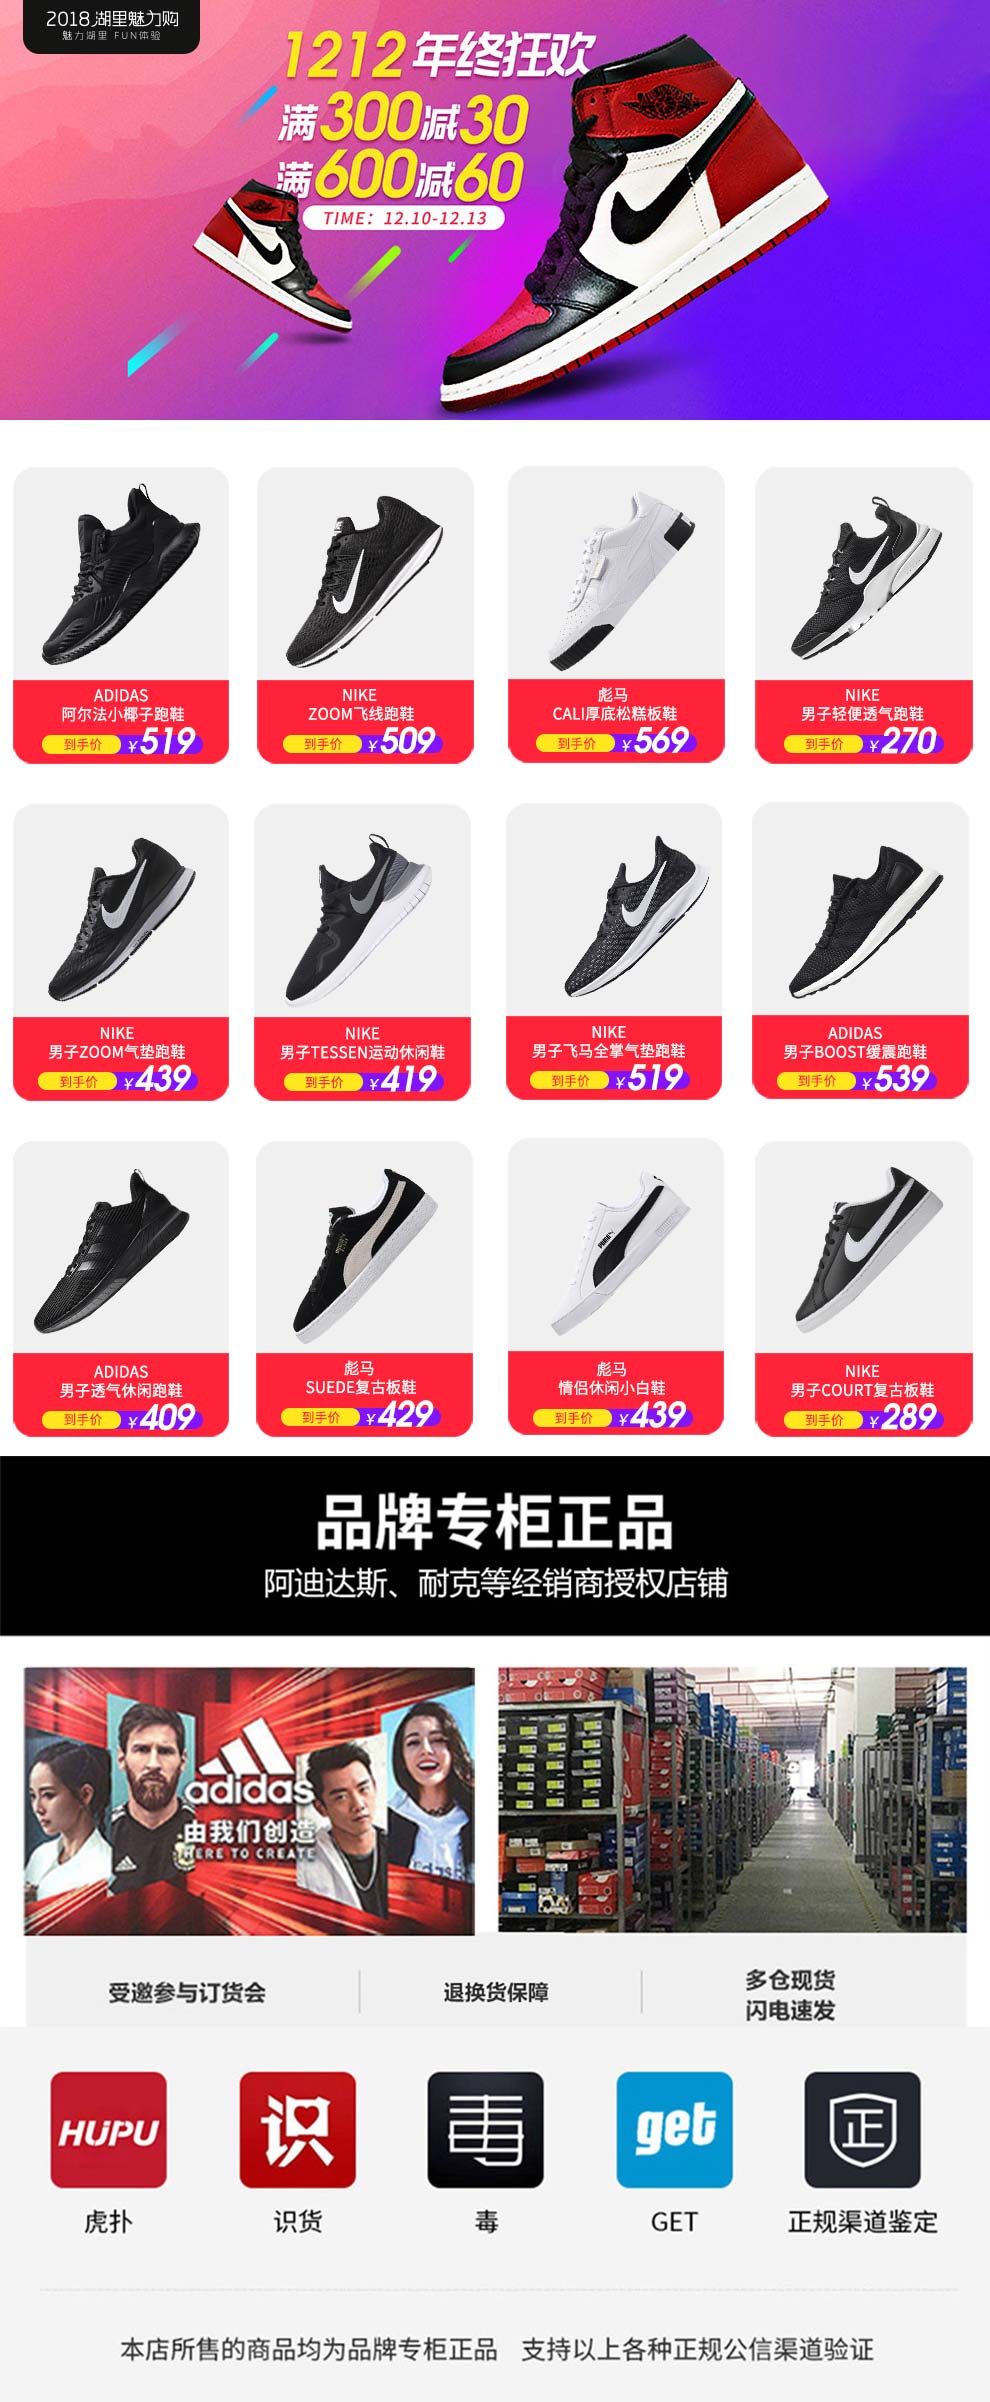 2018湖里魅力购
魅力湖里 FUN体验
1212年终狂欢
满300减30
满600减60
TIME：12.10-12.13
ADIDAS
阿尔法小椰子跑鞋
到手价 ¥519
NIKE
ZOOM飞线跑鞋
到手价 ¥509
彪马
CALI厚底松糕板鞋
到手价 ¥569
NIKE
男子轻便透气跑鞋
到手价 ¥270
NIKE
男子ZOOM气垫跑鞋
到手价 ¥439
NIKE
男子TESSEN运动休闲鞋
到手价 ¥419
NIKE
男子飞马全掌气垫跑鞋
到手价 ¥519
ADIDAS
男子BOOST缓震跑鞋
到手价 ¥539
ADIDAS
男子透气休闲跑鞋
到手价 ¥409
彪马
SUEDE复古板鞋
到手价 ¥429
PUMA
彪马
情侣休闲小白鞋
到手价 ¥439
NIKE
男子COURT复古板鞋
到手价 ¥289
品牌专柜正品
阿迪达斯、耐克等经销商授权店铺
adidas
由我们创造
HERE TO CREATE
受邀参与订货会
退换货保障
多仓现货
闪电速发
HUPU
识
毒
get
正
虎扑
识货
毒
GET
正规渠道鉴定
本店所售的商品均为品牌专柜正品 支持以上各种正规公信渠道验证